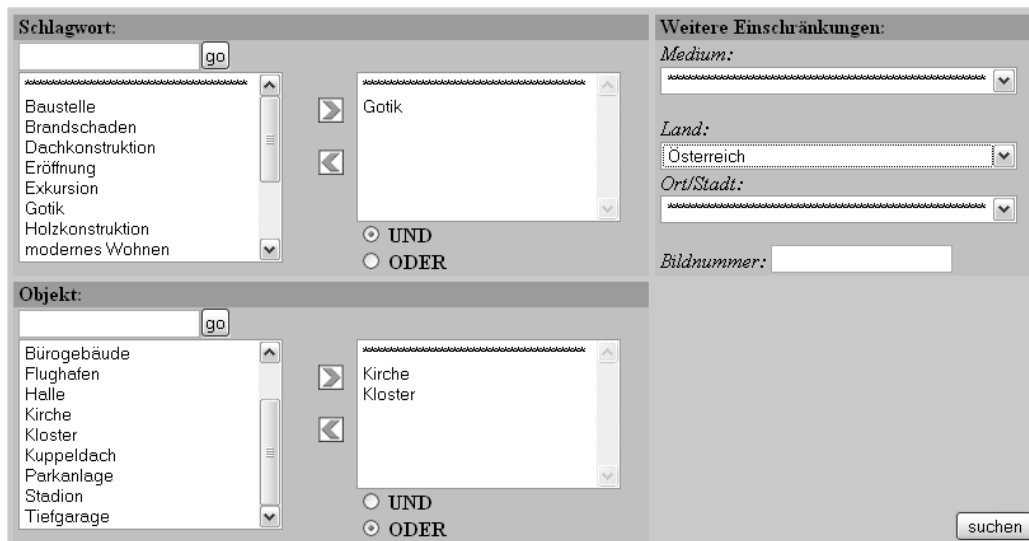 Schlagwort:
go
***********************************
Baustelle
Brandschaden
Dachkonstruktion
Eröffnung
Exkursion
Gotik
Holzkonstruktion
modernes Wohnen
***********************************
Gotik
UND
ODER
Objekt:
go
Bürogebäude
Flughafen
Halle
Kirche
Kloster
Kuppeldach
Parkanlage
Stadion
Tiefgarage
***********************************
Kirche
Kloster
UND
ODER
Weitere Einschränkungen:
Medium:
**************************************************
Land:
Österreich
Ort/Stadt:
**************************************************
Bildnummer:
suchen